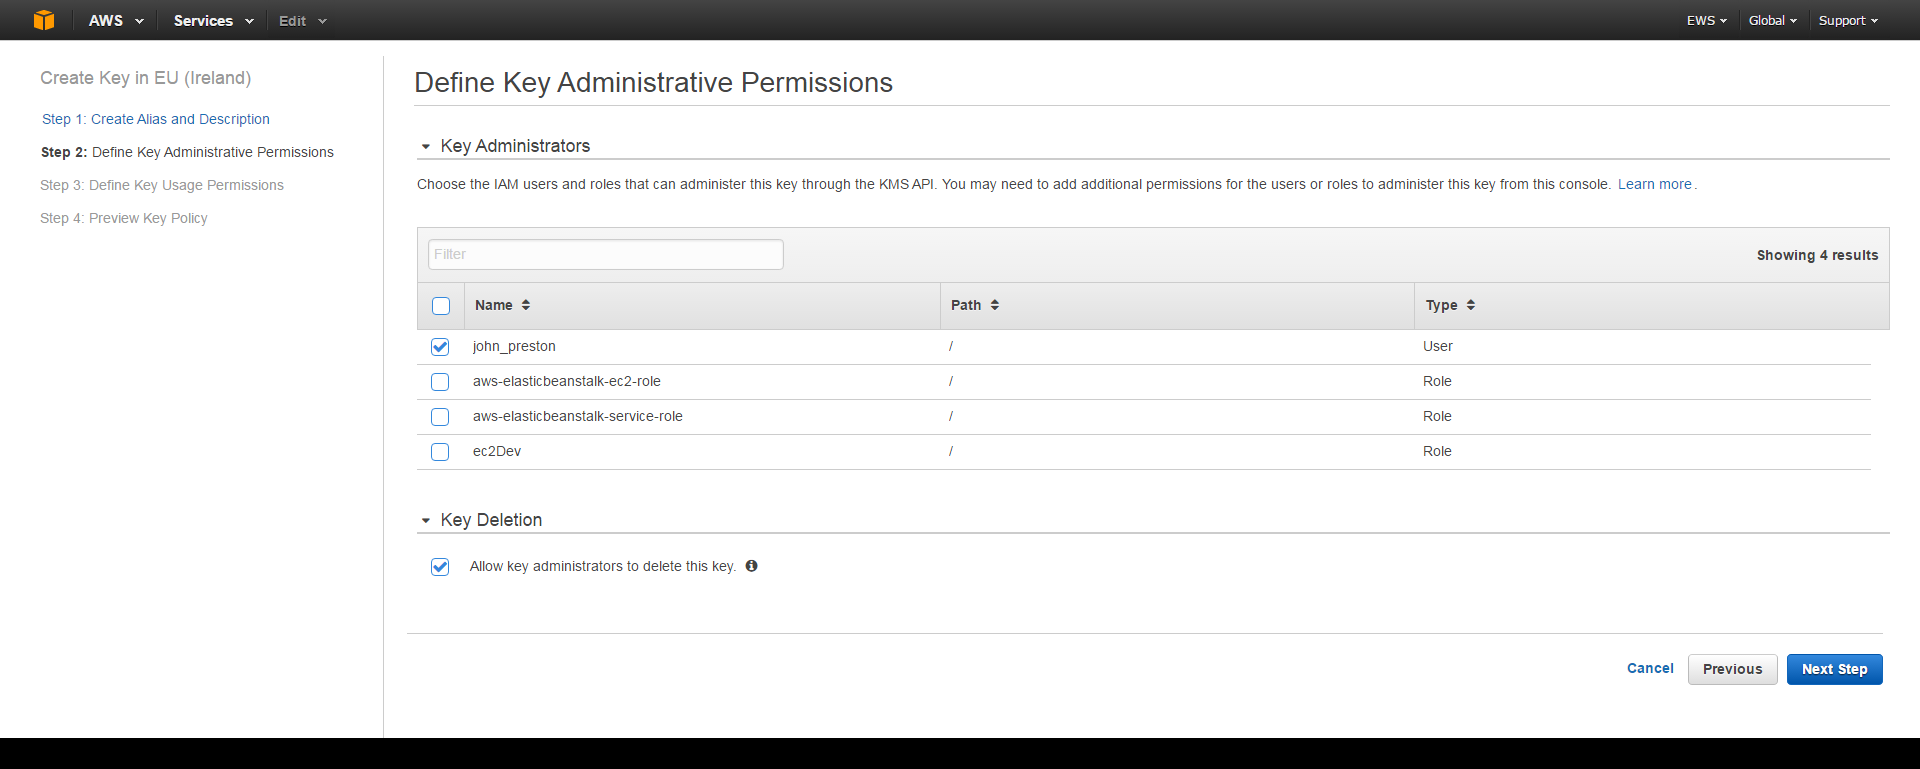 AWS Services Edit EWS Global Support
Create Key in EU (Ireland)
Step 1: Create Alias and Description
Step 2: Define Key Administrative Permissions
Step 3: Define Key Usage Permissions
Step 4: Preview Key Policy
Define Key Administrative Permissions
Key Administrators
Choose the IAM users and roles that can administer this key through the KMS API. You may need to add additional permissions for the users or roles to administer this key from this console. Learn more.
Filter Showing 4 results
Name Path Type
john_preston / User
aws-elasticbeanstalk-ec2-role / Role
aws-elasticbeanstalk-service-role / Role
ec2Dev / Role
Key Deletion
Allow key administrators to delete this key.
Cancel Previous Next Step